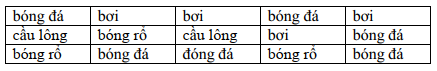 bóng đá bơi bơi bóng đá bơi
cầu lông bóng rổ cầu lông bơi bóng đá
bóng rổ bóng đá đóng đá bóng rổ bóng đá